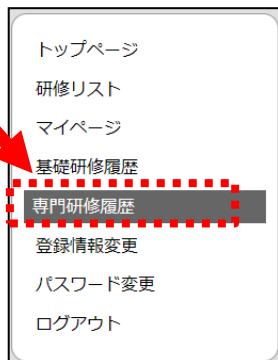 トップページ
研修リスト
マイページ
基礎研修履歴
専門研修履歴
登録情報変更
パスワード変更
ログアウト